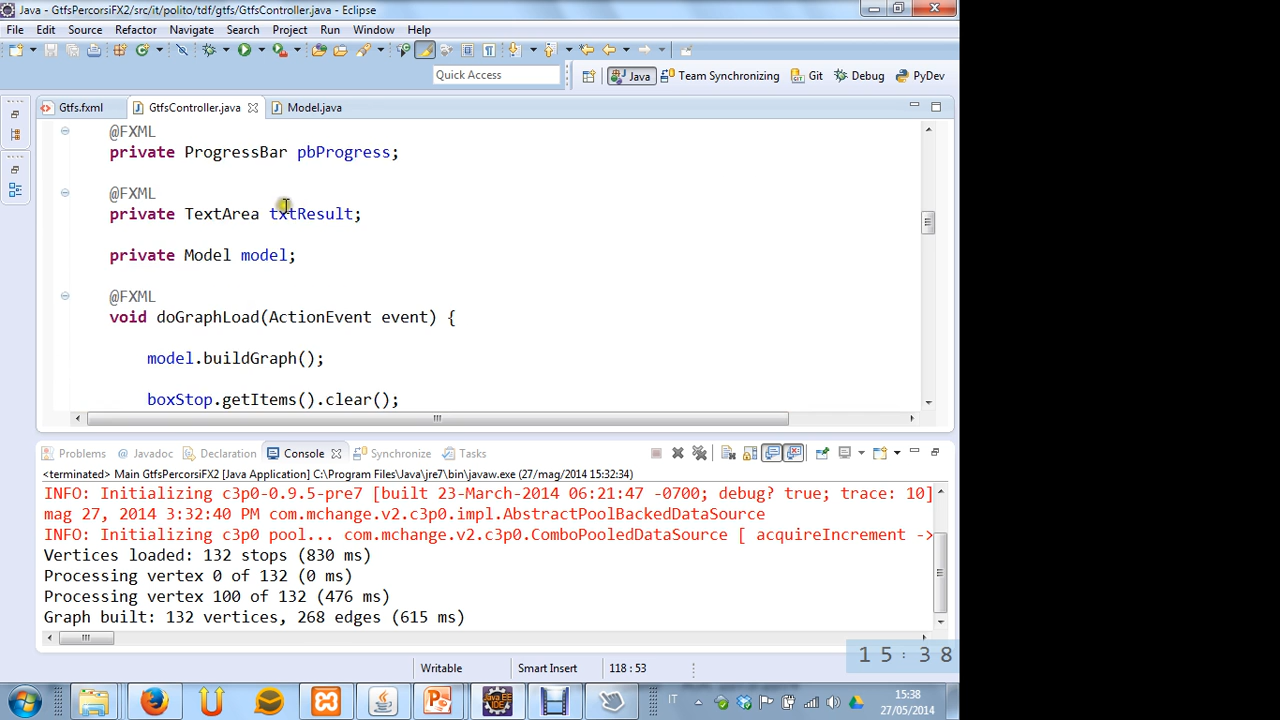 Java - GtfsPercorsiFX2/src/it/polito/tdf/gtfs/GtfsController.java - Eclipse
File Edit Source Refactor Navigate Search Project Run Window Help
Quick Access Java Team Synchronizing Git Debug PyDev
Gtfs.fxml GtfsController.java Model.java
@FXML
private ProgressBar pbProgress;
@FXML
private TextArea txtResult;
private Model model;
@FXML
void doGraphLoad(ActionEvent event) {
model.buildGraph();
boxStop.getItems().clear();
Problems Javadoc Declaration Console Synchronize Tasks
<terminated> Main GtfsPercorsiFX2 [Java Application] C:\Program Files\Java\jre7\bin\javaw.exe (27/mag/2014 15:32:34)
INFO: Initializing c3p0-0.9.5-pre7 [built 23-March-2014 06:21:47 -0700; debug? true; trace: 10]
mag 27, 2014 3:32:40 PM com.mchange.v2.c3p0.impl.AbstractPoolBackedDataSource
INFO: Initializing c3p0 pool... com.mchange.v2.c3p0.ComboPooledDataSource [ acquireIncrement ->
Vertices loaded: 132 stops (830 ms)
Processing vertex 0 of 132 (0 ms)
Processing vertex 100 of 132 (476 ms)
Graph built: 132 vertices, 268 edges (615 ms)
15:38
Writable Smart Insert 118 : 53
IT 15:38
27/05/2014